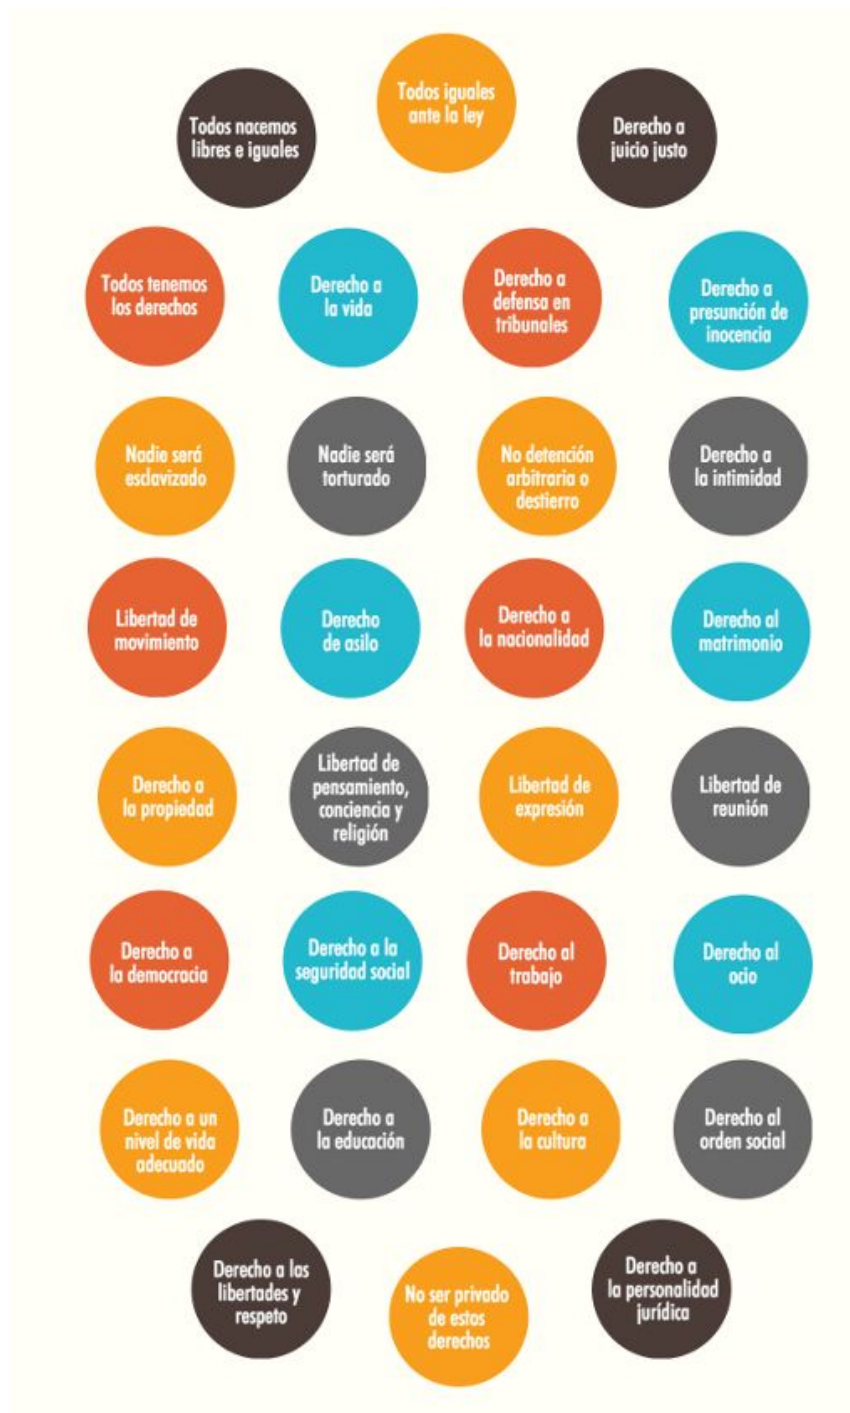 Todos nacemos
libres e iguales
Todos iguales
ante la ley
Derecho a
juicio justo
Todos tenemos
los derechos
Derecho a
la vida
Derecho a
defensa en
tribunales
Derecho a
presunción de
inocencia
Nadie será
esclavizado
Nadie será
torturado
No detención
arbitraria o
destierro
Derecho a
la intimidad
Libertad de
movimiento
Derecho
de asilo
Derecho a
la nacionalidad
Derecho al
matrimonio
Derecho a
la propiedad
Libertad de
pensamiento,
conciencia y
religión
Libertad de
expresión
Libertad de
reunión
Derecho a
la democracia
Derecho a la
seguridad social
Derecho al
trabajo
Derecho al
ocio
Derecho a un
nivel de vida
adecuado
Derecho a
la educación
Derecho a
la cultura
Derecho al
orden social
Derecho a las
libertades y
respeto
No ser privado
de estos
derechos
Derecho a
la personalidad
jurídica